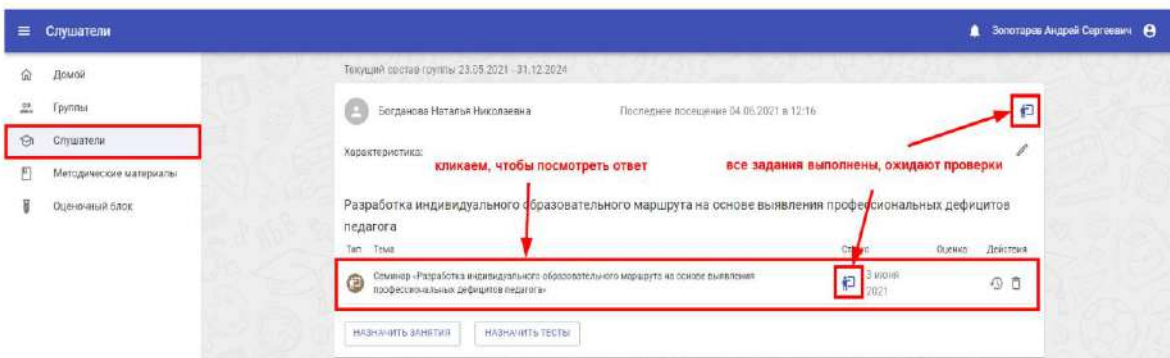 Слушатели
Золотарев Андрей Сергеевич
Домой
Группы
Слушатели
Методические материалы
Оценочный блок
Текущий состав группы 23.05.2021 - 31.12.2024
Богданова Наталья Николаевна
Последнее посещение 04.06.2021 в 12:16
Характеристика:
кликаем, чтобы посмотреть ответ
все задания выполнены, ожидают проверки
Разработка индивидуального образовательного маршрута на основе выявления профессиональных дефицитов
педагога
Тип Тема Статус Оценка Действия
Семинар «Разработка индивидуального образовательного маршрута на основе выявления
профессиональных дефицитов педагога»
3 июня
2021
НАЗНАЧИТЬ ЗАНЯТИЯ
НАЗНАЧИТЬ ТЕСТЫ